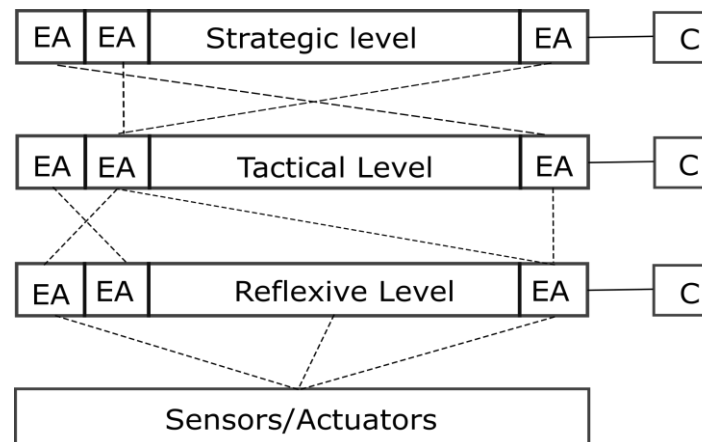 EA EA Strategic level EA C
EA EA Tactical Level EA C
EA EA Reflexive Level EA C
Sensors/Actuators